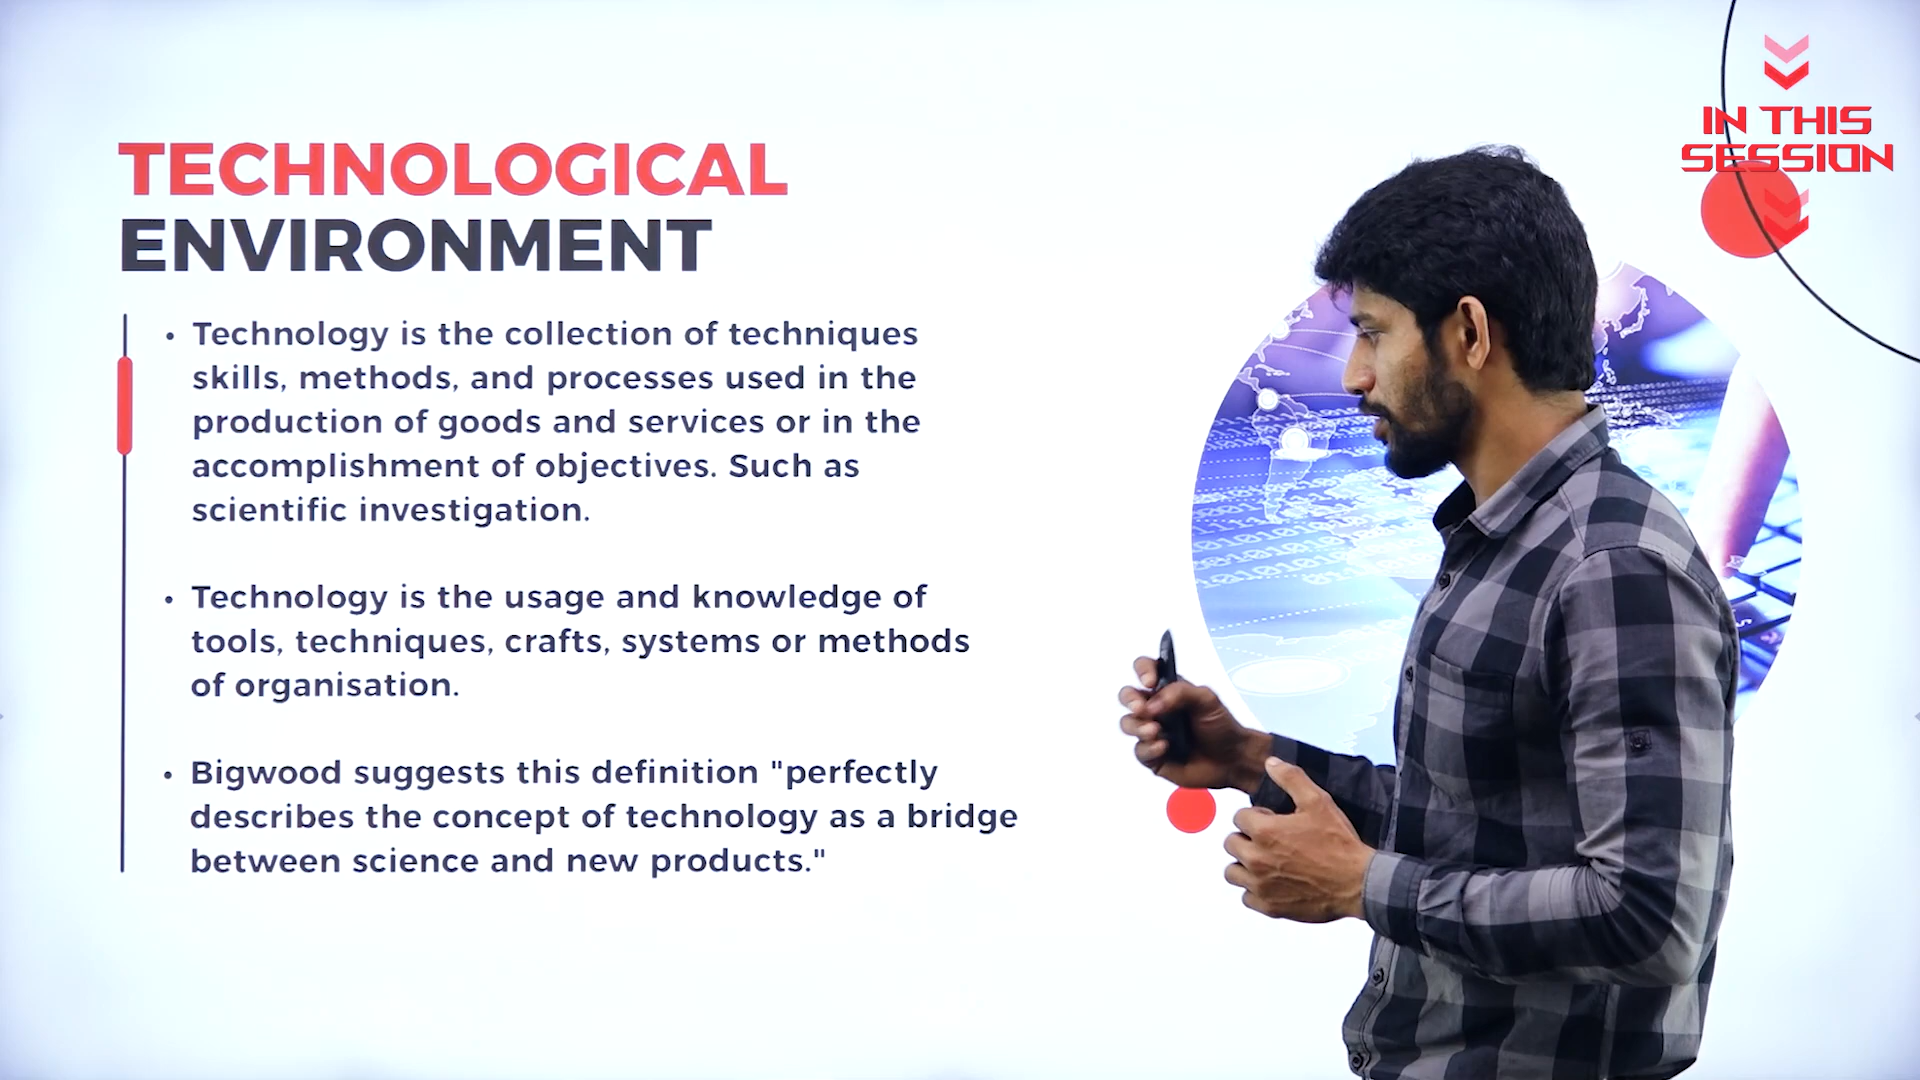 IN THIS
SESSION
TECHNOLOGICAL
ENVIRONMENT
• Technology is the collection of techniques
skills, methods, and processes used in the
production of goods and services or in the
accomplishment of objectives. Such as
scientific investigation.
• Technology is the usage and knowledge of
tools, techniques, crafts, systems or methods
of organisation.
• Bigwood suggests this definition "perfectly
describes the concept of technology as a bridge
between science and new products."